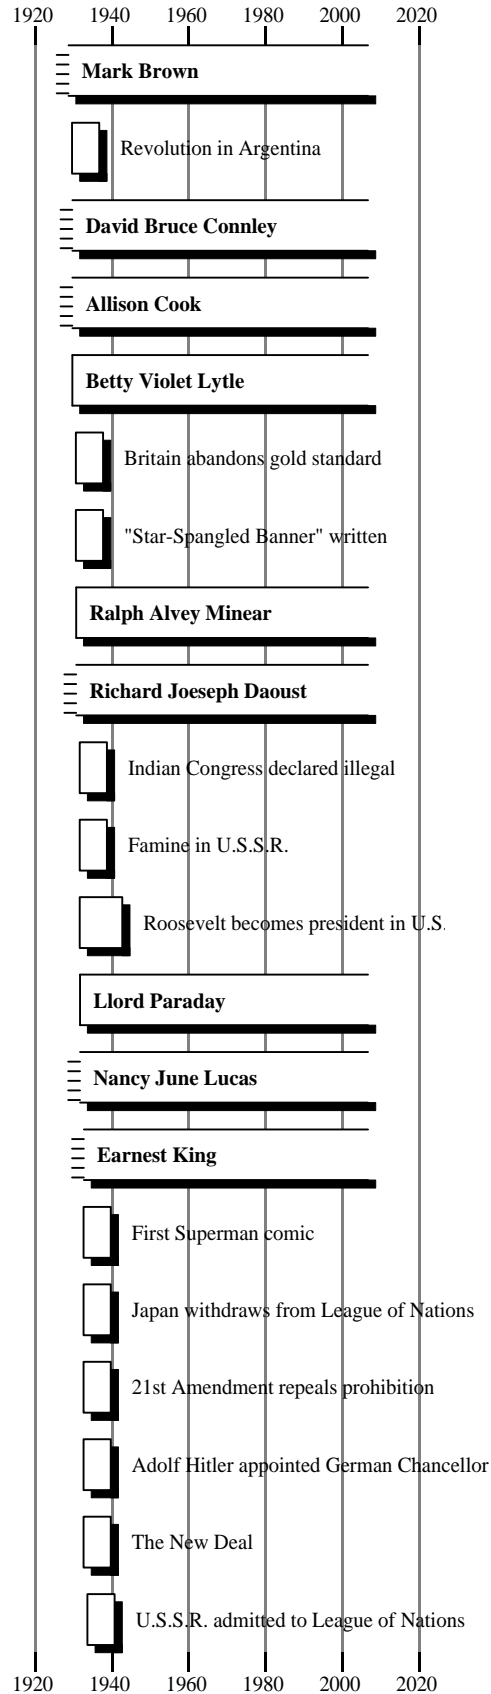 1920 1940 1960 1980 2000 2020
Mark Brown
Revolution in Argentina
David Bruce Connley
Allison Cook
Betty Violet Lytle
Britain abandons gold standard
"Star-Spangled Banner" written
Ralph Alvey Minear
Richard Joeseph Daoust
Indian Congress declared illegal
Famine in U.S.S.R.
Roosevelt becomes president in U.S.
Llord Paraday
Nancy June Lucas
Earnest King
First Superman comic
Japan withdraws from League of Nations
21st Amendment repeals prohibition
Adolf Hitler appointed German Chancellor
The New Deal
U.S.S.R. admitted to League of Nations
1920 1940 1960 1980 2000 2020